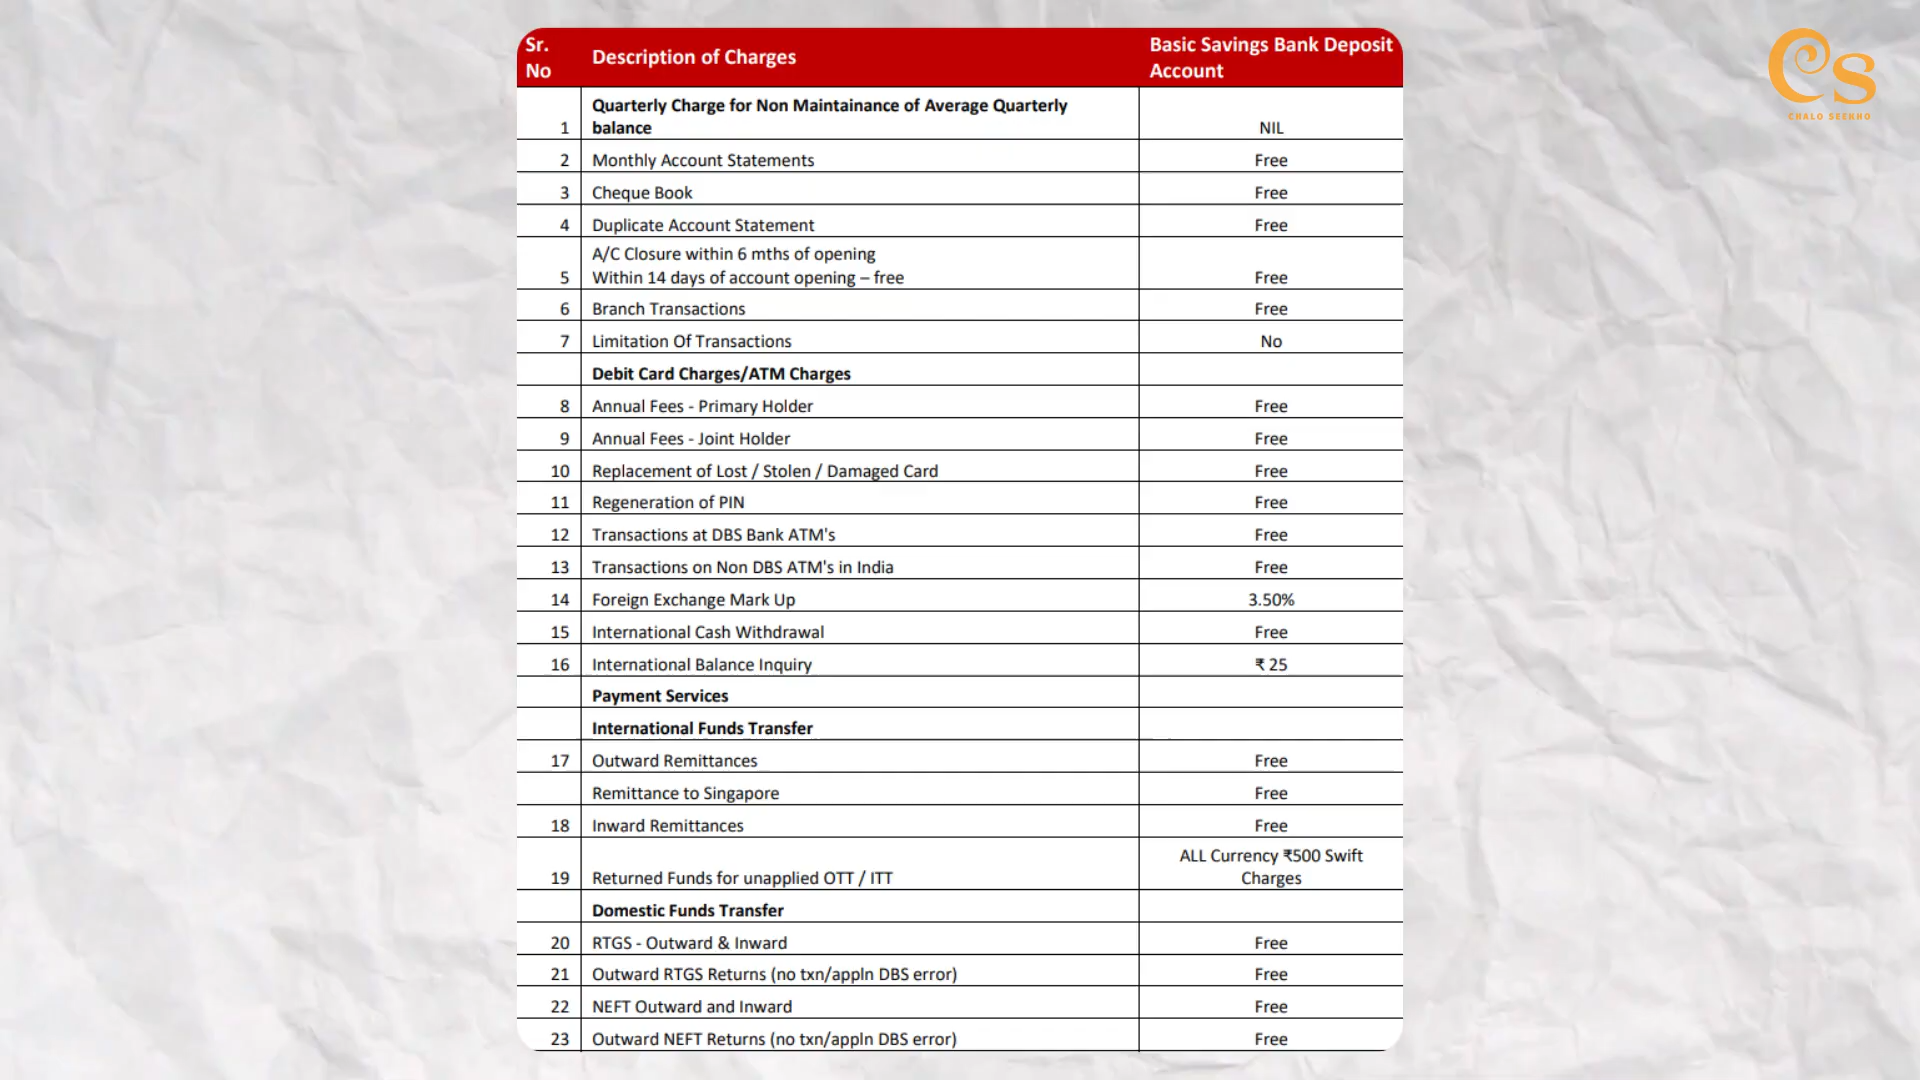 Sr. No Description of Charges Basic Savings Bank Deposit Account
1 Quarterly Charge for Non Maintainance of Average Quarterly balance NIL
2 Monthly Account Statements Free
3 Cheque Book Free
4 Duplicate Account Statement Free
5 A/C Closure within 6 mths of opening
Within 14 days of account opening – free Free
6 Branch Transactions Free
7 Limitation Of Transactions No
Debit Card Charges/ATM Charges
8 Annual Fees - Primary Holder Free
9 Annual Fees - Joint Holder Free
10 Replacement of Lost / Stolen / Damaged Card Free
11 Regeneration of PIN Free
12 Transactions at DBS Bank ATM's Free
13 Transactions on Non DBS ATM's in India Free
14 Foreign Exchange Mark Up 3.50%
15 International Cash Withdrawal Free
16 International Balance Inquiry ₹ 25
Payment Services
International Funds Transfer
17 Outward Remittances Free
Remittance to Singapore Free
18 Inward Remittances Free
19 Returned Funds for unapplied OTT / ITT ALL Currency ₹500 Swift Charges
Domestic Funds Transfer
20 RTGS - Outward & Inward Free
21 Outward RTGS Returns (no txn/appln DBS error) Free
22 NEFT Outward and Inward Free
23 Outward NEFT Returns (no txn/appln DBS error) Free
CS
CHALO SEEKHO